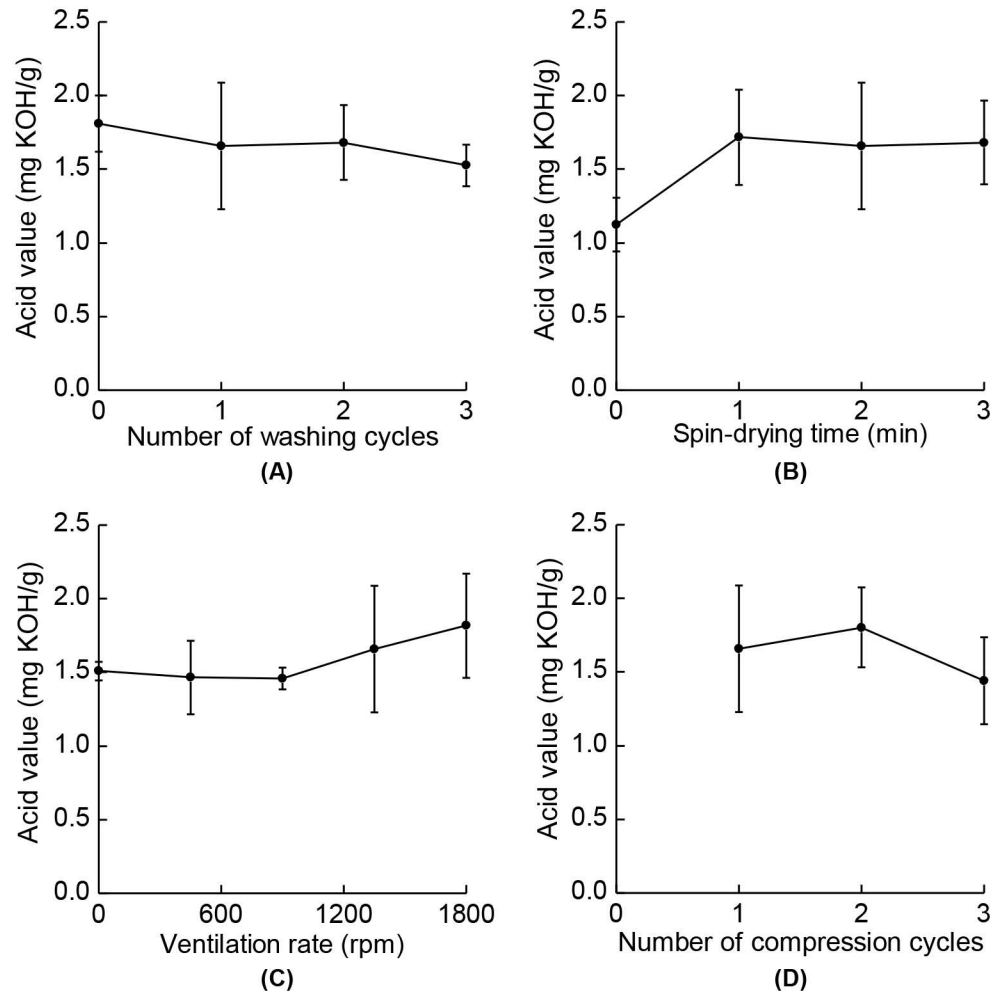 2.5
2.0
1.5
1.0
0.5
0.0
Acid value (mg KOH/g)
0 1 2 3
Number of washing cycles
(A)
2.5
2.0
1.5
1.0
0.5
0.0
Acid value (mg KOH/g)
0 1 2 3
Spin-drying time (min)
(B)
2.5
2.0
1.5
1.0
0.5
0.0
Acid value (mg KOH/g)
0 600 1200 1800
Ventilation rate (rpm)
(C)
2.5
2.0
1.5
1.0
0.5
0.0
Acid value (mg KOH/g)
0 1 2 3
Number of compression cycles
(D)